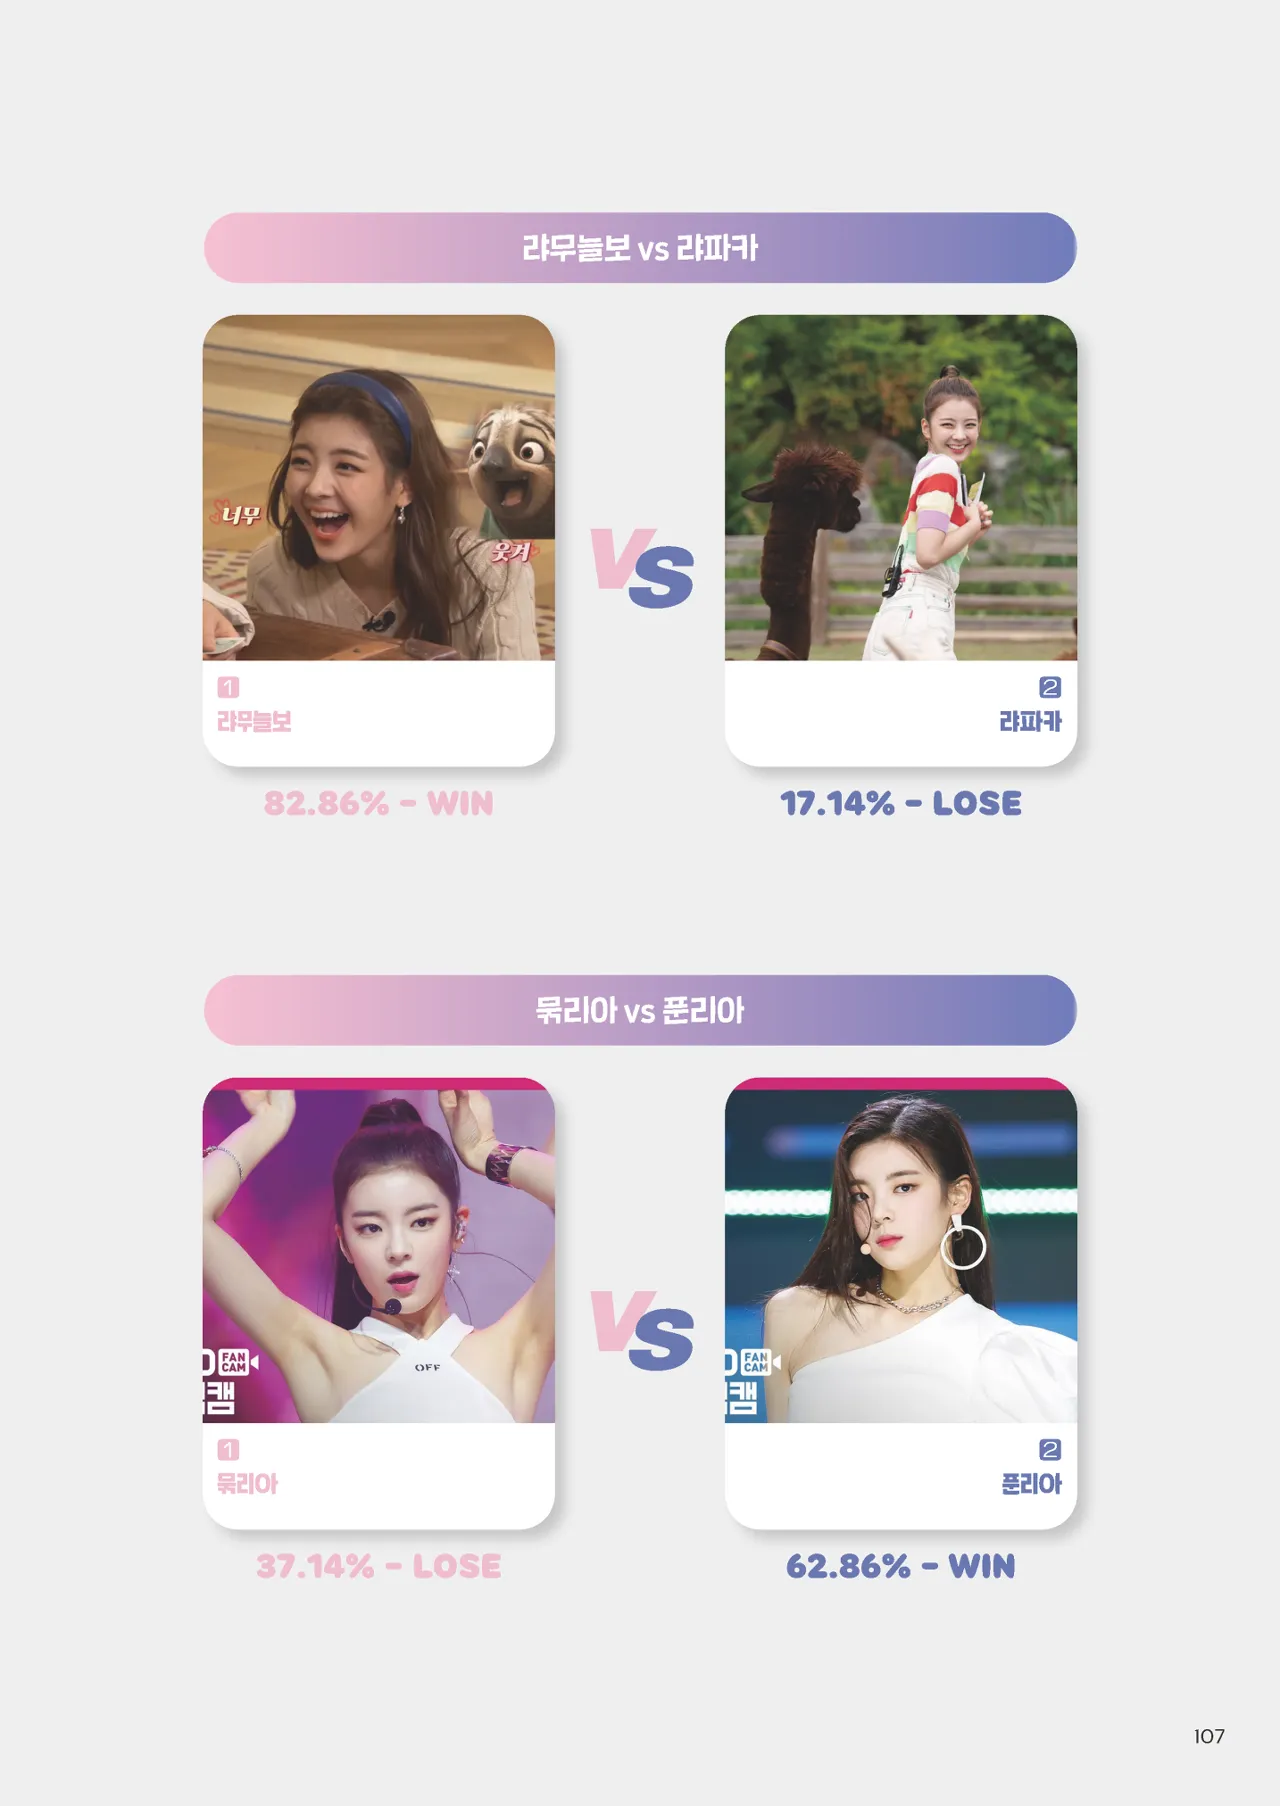 랴무늘보 vs 랴파카
너무
웃겨
VS
1
랴무늘보
2
랴파카
82.86% - WIN
17.14% - LOSE
묶리아 vs 푼리아
OFF
FAN
CAM
캠
FAN
CAM
캠
VS
1
묶리아
2
푼리아
37.14% - LOSE
62.86% - WIN
107